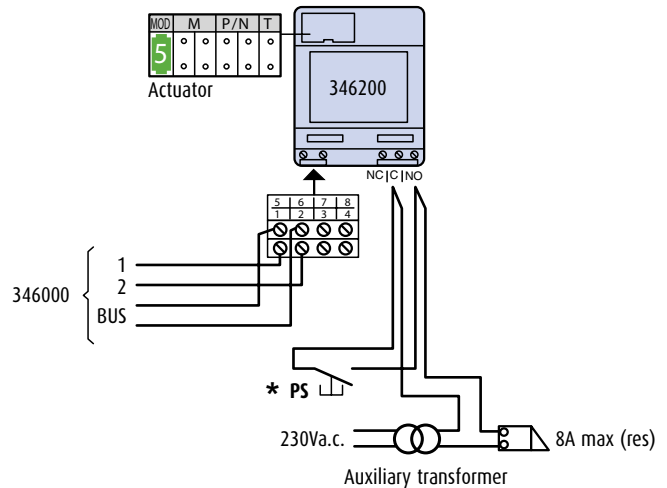 MOD M P/N T
5
Actuator
346200
NC|C|NO
5 6 7 8
1 2 3 4
1
2
346000
BUS
* PS
230Va.c.
8A max (res)
Auxiliary transformer